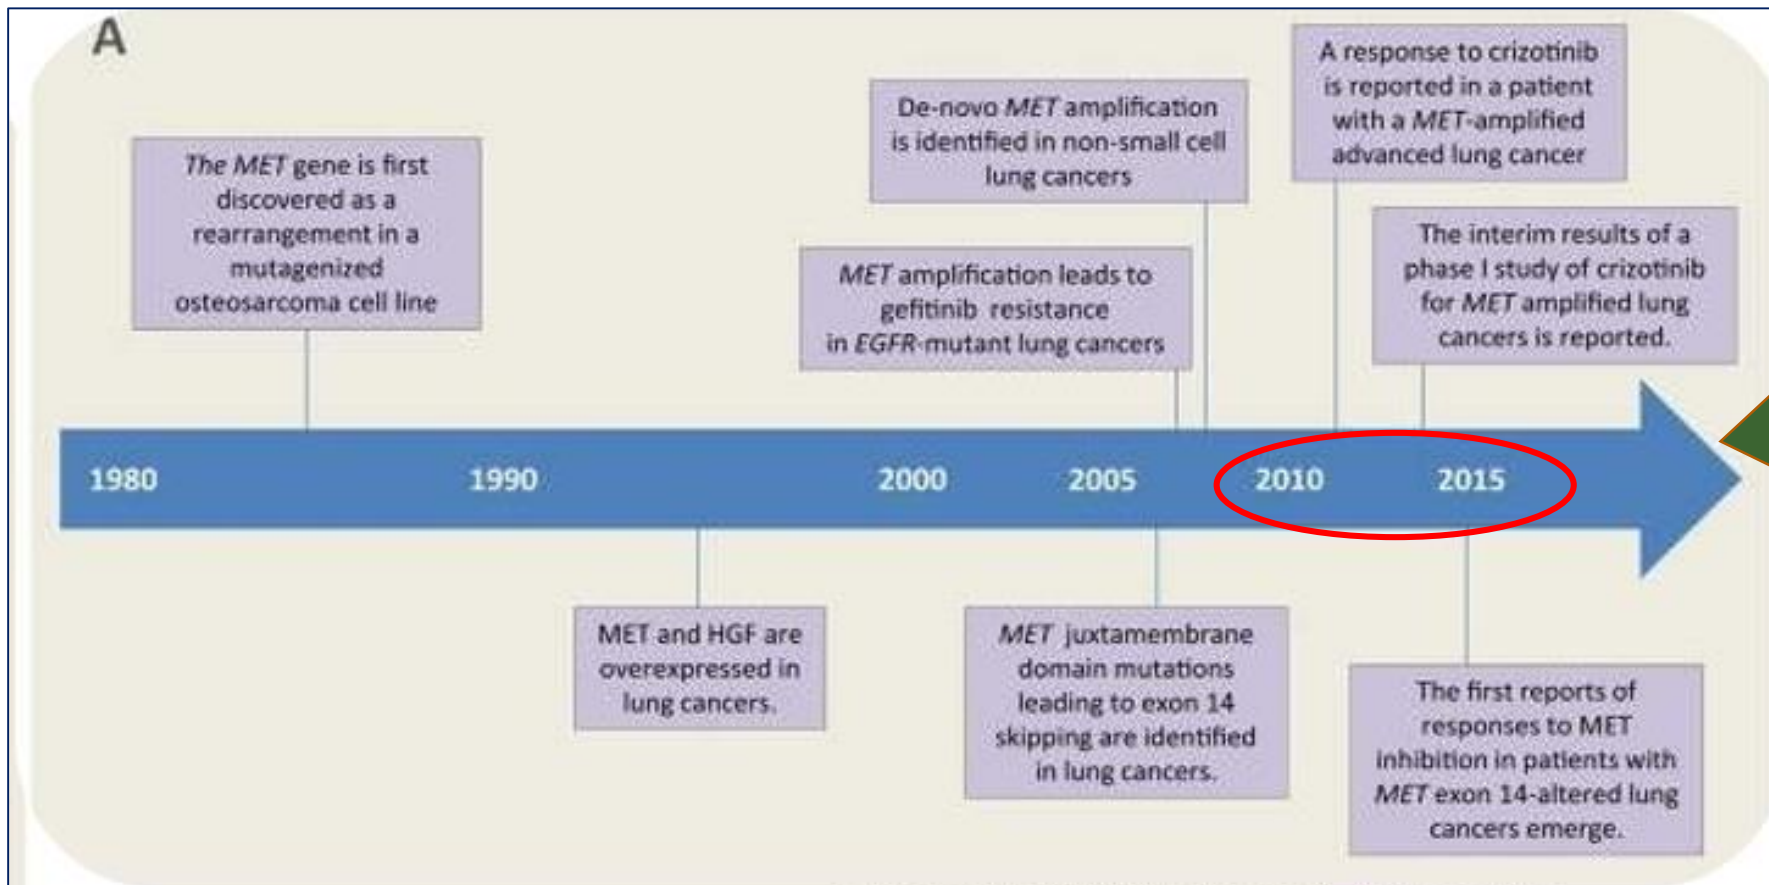 A
The MET gene is first
discovered as a
rearrangement in a
mutagenized
osteosarcoma cell line
De-novo MET amplification
is identified in non-small cell
lung cancers
A response to crizotinib
is reported in a patient
with a MET-amplified
advanced lung cancer
MET amplification leads to
gefitinib resistance
in EGFR-mutant lung cancers
The interim results of a
phase I study of crizotinib
for MET amplified lung
cancers is reported.
1980 1990 2000 2005 2010 2015
MET and HGF are
overexpressed in
lung cancers.
MET juxtamembrane
domain mutations
leading to exon 14
skipping are identified
in lung cancers.
The first reports of
responses to MET
inhibition in patients with
MET exon 14-altered lung
cancers emerge.